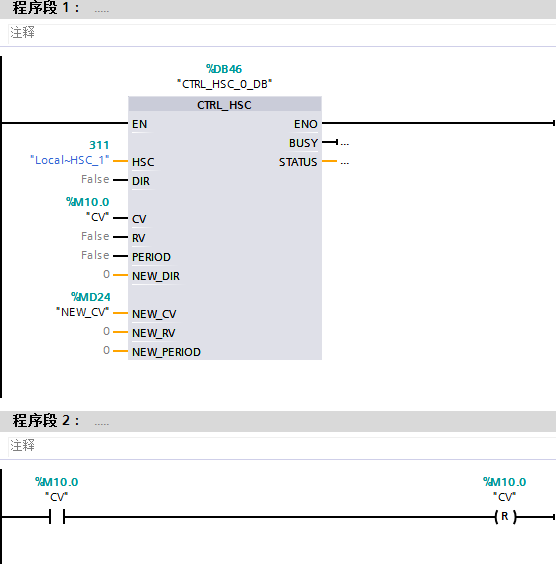 程序段 1： .....
注释
%DB46
"CTRL_HSC_0_DB"
CTRL_HSC
EN ENO
311 BUSY ...
"Local~HSC_1" HSC STATUS ...
False DIR
%M10.0
"CV" CV
False RV
False PERIOD
0 NEW_DIR
%MD24
"NEW_CV" NEW_CV
0 NEW_RV
0 NEW_PERIOD
程序段 2： .....
注释
%M10.0 %M10.0
"CV" "CV"
R